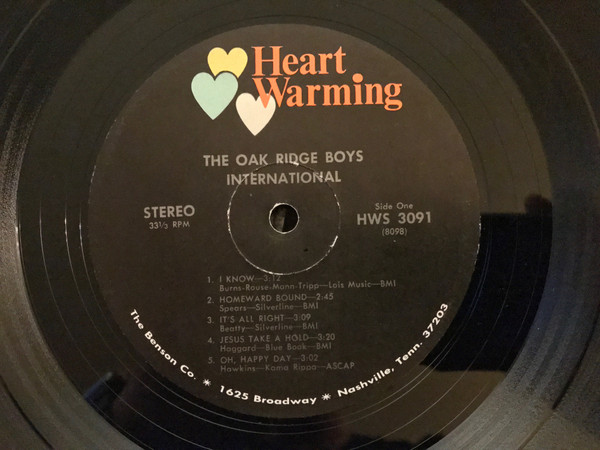 Heart
Warming
THE OAK RIDGE BOYS
INTERNATIONAL
STEREO
33⅓ RPM
Side One
HWS 3091
(8098)
1. I KNOW—3:12
Burns-Rouse-Mann-Tripp—Lois Music—BMI
2. HOMEWARD BOUND—2:45
Spears—Silverline—BMI
3. IT'S ALL RIGHT—3:09
Beatty—Silverline—BMI
4. JESUS TAKE A HOLD—3:20
Haggard—Blue Book—BMI
5. OH, HAPPY DAY—3:02
Hawkins—Kama Rippa—ASCAP
The Benson Co. * 1625 Broadway * Nashville, Tenn. 37203